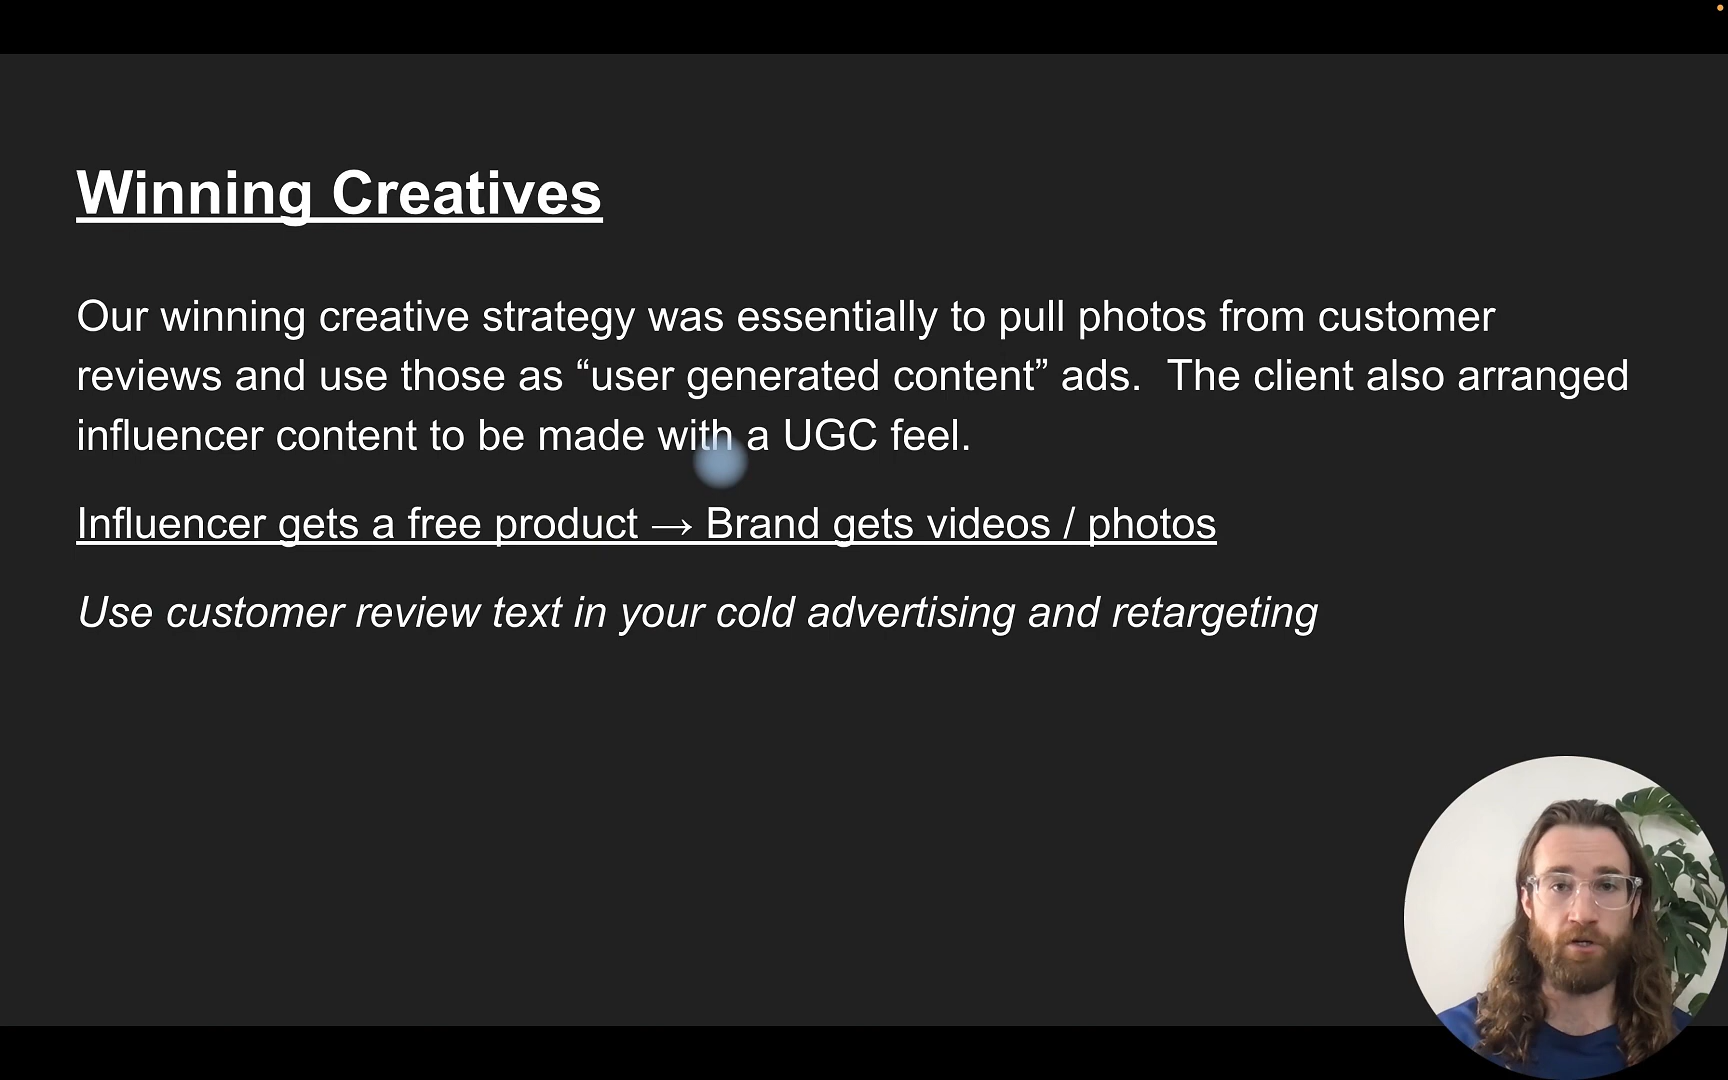 Winning Creatives
Our winning creative strategy was essentially to pull photos from customer
reviews and use those as “user generated content” ads.  The client also arranged
influencer content to be made with a UGC feel.
Influencer gets a free product → Brand gets videos / photos
Use customer review text in your cold advertising and retargeting